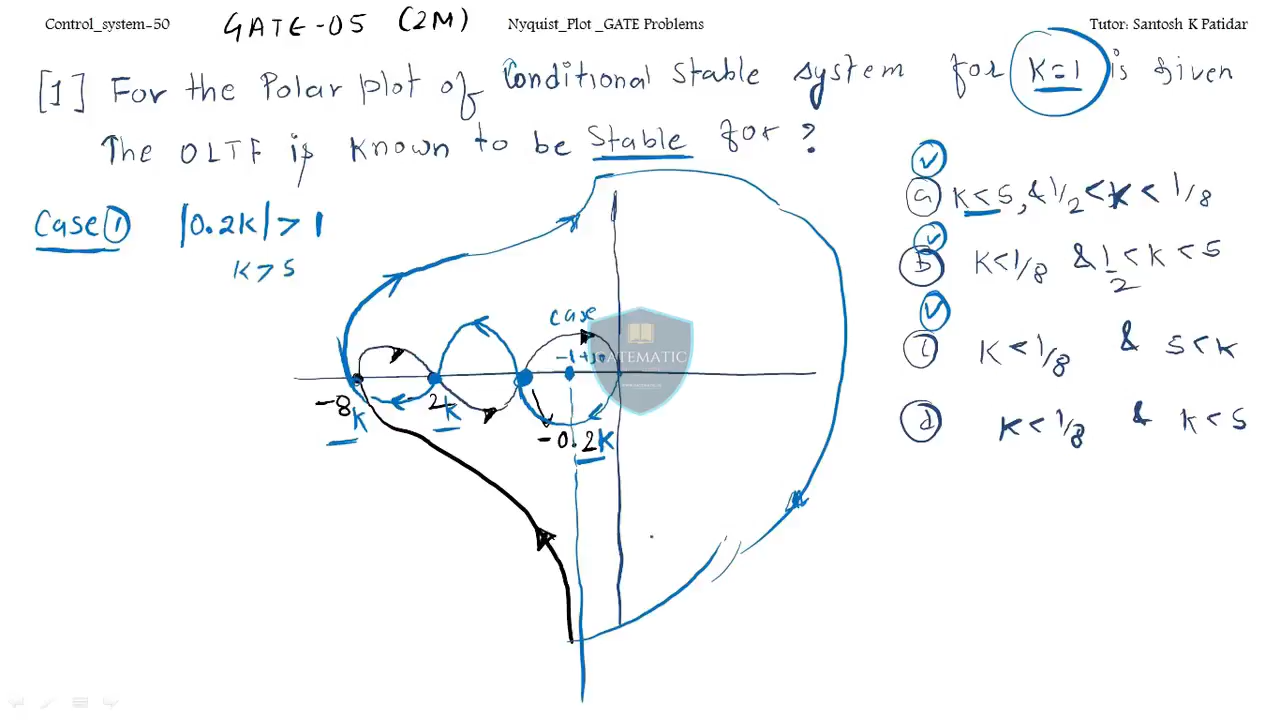 Control_system-50
GATE-05 (2M)
Nyquist_Plot _GATE Problems
Tutor: Santosh K Patidar
[1] For the Polar plot of Conditional Stable system for K=1 is given
The OLTF is known to be Stable for ?
Case ① |0.2K| > 1
K > 5
(a) K < 5, & 1/2 < K < 1/8
(b) K < 1/8 & 1/2 < K < 5
(c) K < 1/8 & 5 < K
(d) K < 1/8 & K < 5
case
-1+j0
ATEMATIC
-8K
2K
-0.2K